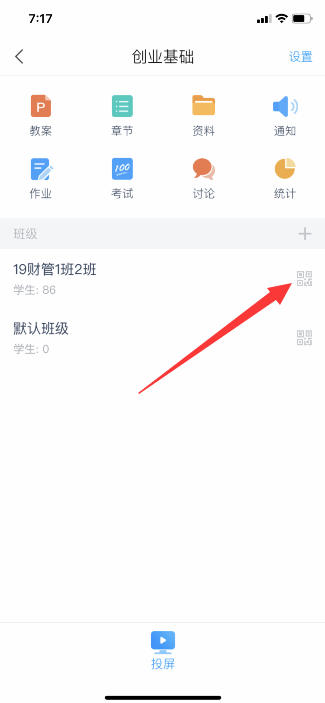 7:17
创业基础
设置
P
教案
章节
资料
通知
100
作业
考试
讨论
统计
班级
19财管1班2班
学生: 86
默认班级
学生: 0
投屏